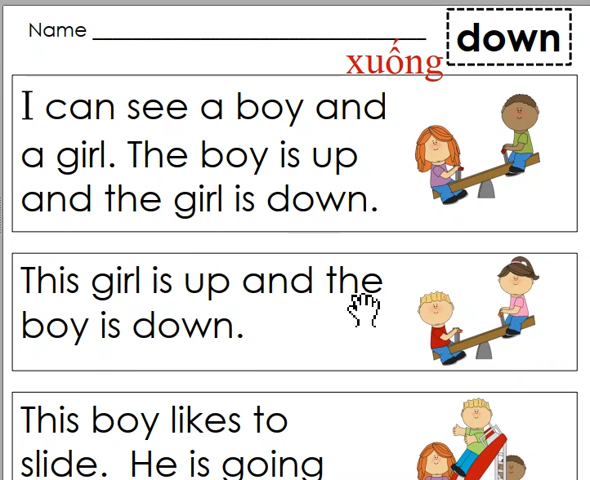 Name
down
xuống
I can see a boy and
a girl. The boy is up
and the girl is down.
This girl is up and the
boy is down.
This boy likes to
slide. He is going